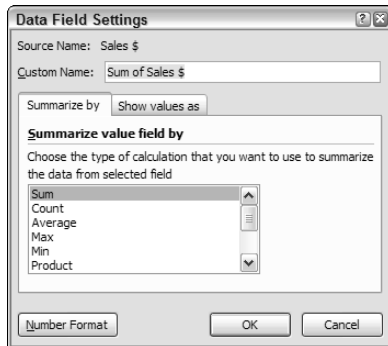 Data Field Settings
Source Name: Sales $
Custom Name: Sum of Sales $
Summarize by Show values as
Summarize value field by
Choose the type of calculation that you want to use to summarize
the data from selected field
Sum
Count
Average
Max
Min
Product
Number Format OK Cancel